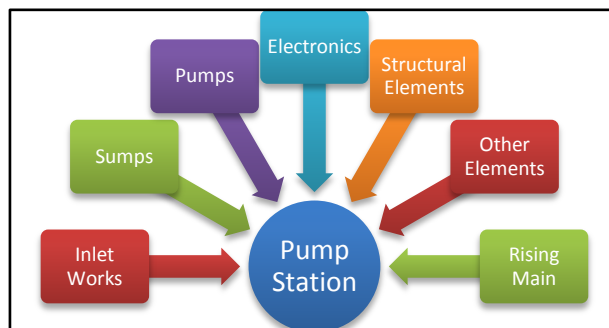 Electronics
Pumps
Structural
Elements
Sumps
Other
Elements
Inlet
Works
Pump
Station
Rising
Main